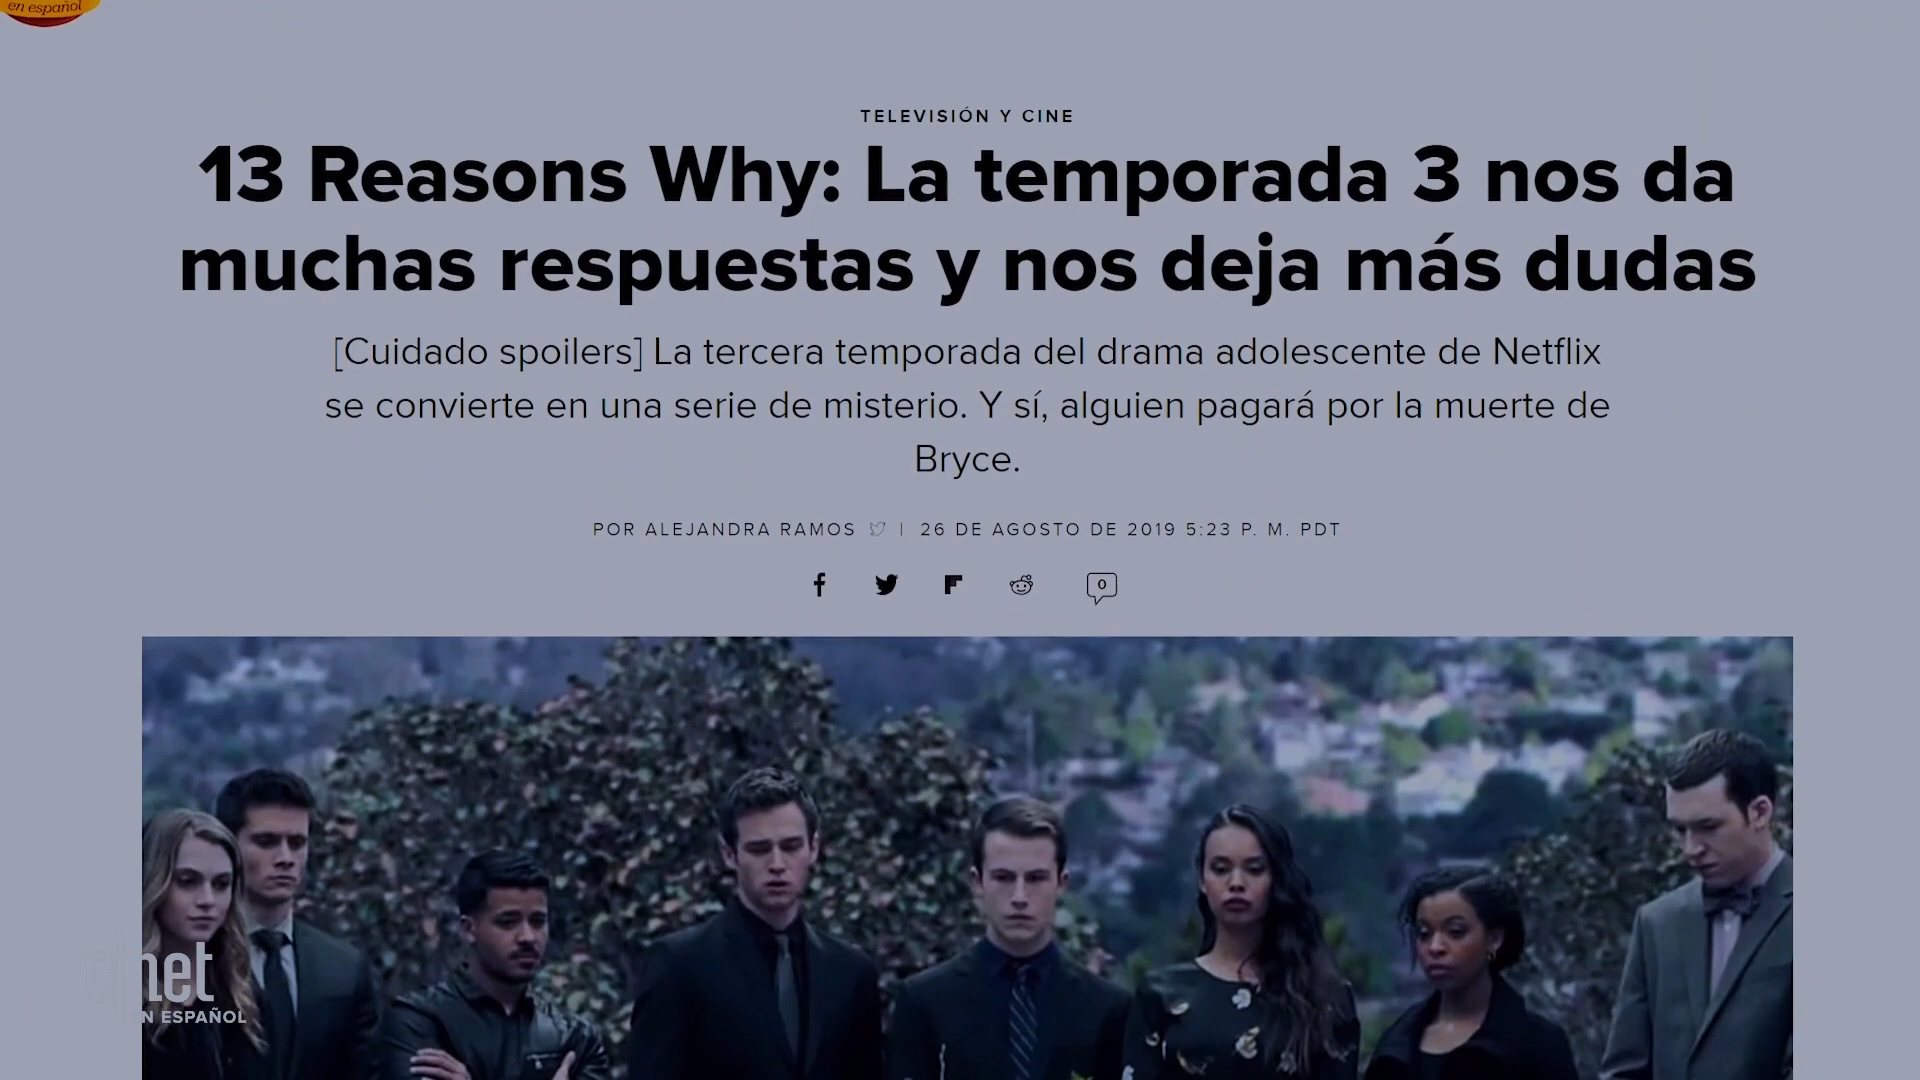 en español
TELEVISIÓN Y CINE
13 Reasons Why: La temporada 3 nos da
muchas respuestas y nos deja más dudas
[Cuidado spoilers] La tercera temporada del drama adolescente de Netflix
se convierte en una serie de misterio. Y sí, alguien pagará por la muerte de
Bryce.
POR ALEJANDRA RAMOS | 26 DE AGOSTO DE 2019 5:23 P. M. PDT
0
cnet
EN ESPAÑOL